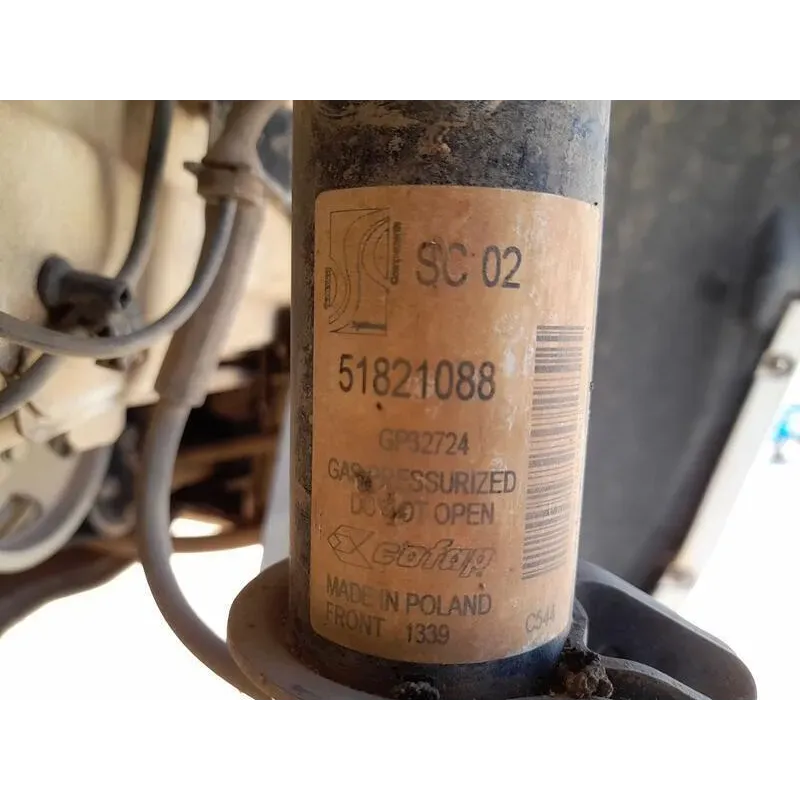 SC 02
51821088
GP32724
GAS PRESSURIZED
DO NOT OPEN
cofap
MADE IN POLAND
FRONT 1339
C544